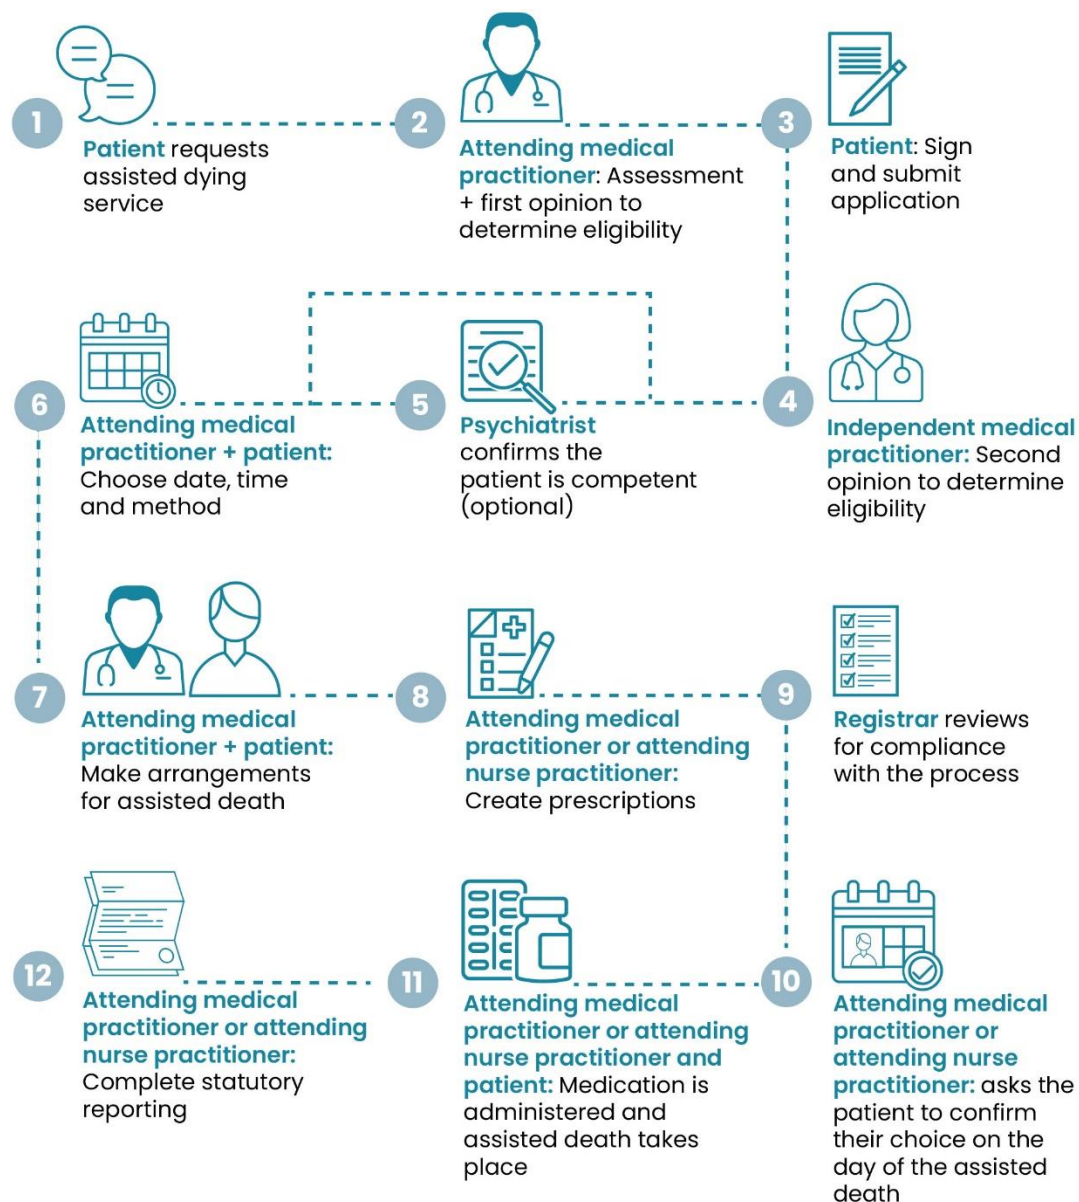 1
Patient requests
assisted dying
service
2
Attending medical
practitioner: Assessment
+ first opinion to
determine eligibility
3
Patient: Sign
and submit
application
4
Independent medical
practitioner: Second
opinion to determine
eligibility
5
Psychiatrist
confirms the
patient is competent
(optional)
6
Attending medical
practitioner + patient:
Choose date, time
and method
7
Attending medical
practitioner + patient:
Make arrangements
for assisted death
8
Attending medical
practitioner or attending
nurse practitioner:
Create prescriptions
9
Registrar reviews
for compliance
with the process
10
Attending medical
practitioner or
attending nurse
practitioner: asks the
patient to confirm
their choice on the
day of the assisted
death
11
Attending medical
practitioner or attending
nurse practitioner and
patient: Medication is
administered and
assisted death takes
place
12
Attending medical
practitioner or attending
nurse practitioner:
Complete statutory
reporting